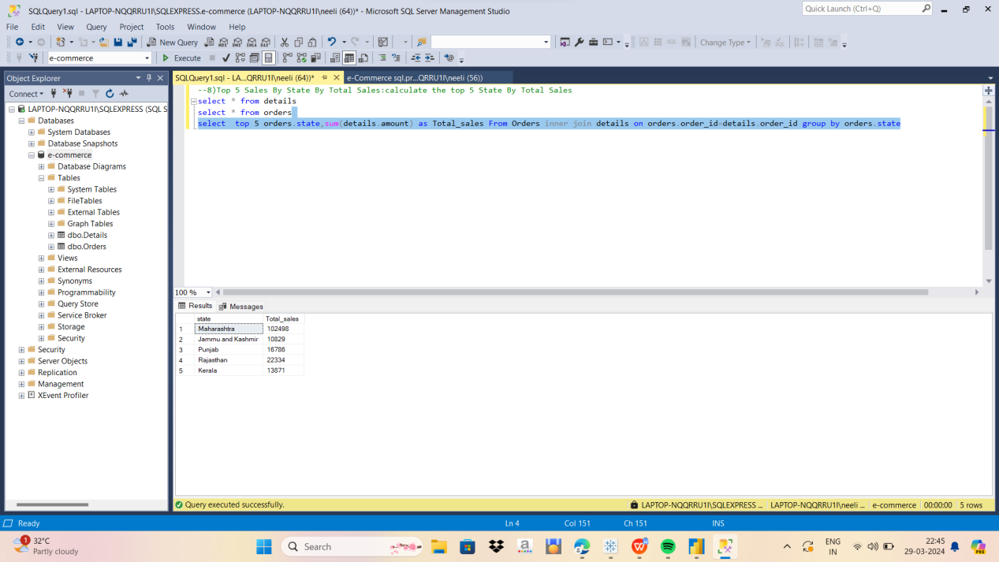 SQLQuery1.sql - LAPTOP-NQQRRU1I\SQLEXPRESS.e-commerce (LAPTOP-NQQRRU1I\neeli (64))* - Microsoft SQL Server Management Studio
Quick Launch (Ctrl+Q)
File Edit View Query Project Tools Window Help
New Query
Change Type
e-commerce
Execute
Object Explorer
SQLQuery1.sql - LA...QRRU1I\neeli (64))*
e-Commerce sql.pr...QRRU1I\neeli (56))
Connect
LAPTOP-NQQRRU1I\SQLEXPRESS (SQL S
Databases
System Databases
Database Snapshots
e-commerce
Database Diagrams
Tables
System Tables
FileTables
External Tables
Graph Tables
dbo.Details
dbo.Orders
Views
External Resources
Synonyms
Programmability
Query Store
Service Broker
Storage
Security
Security
Server Objects
Replication
Management
XEvent Profiler
--8)Top 5 Sales By State By Total Sales:calculate the top 5 State By Total Sales
select * from details
select * from orders
select  top 5 orders.state,sum(details.amount) as Total_sales From Orders inner join details on orders.order_id=details.order_id group by orders.state
100 %
Results Messages
state Total_sales
1 Maharashtra 102498
2 Jammu and Kashmir 10829
3 Punjab 16786
4 Rajasthan 22334
5 Kerala 13871
Query executed successfully.
LAPTOP-NQQRRU1I\SQLEXPRESS ... LAPTOP-NQQRRU1I\neeli ... e-commerce 00:00:00 5 rows
Ready
Ln 4 Col 151 Ch 151 INS
1
32°C
Partly cloudy
Search
ENG
IN
22:45
29-03-2024
PRE